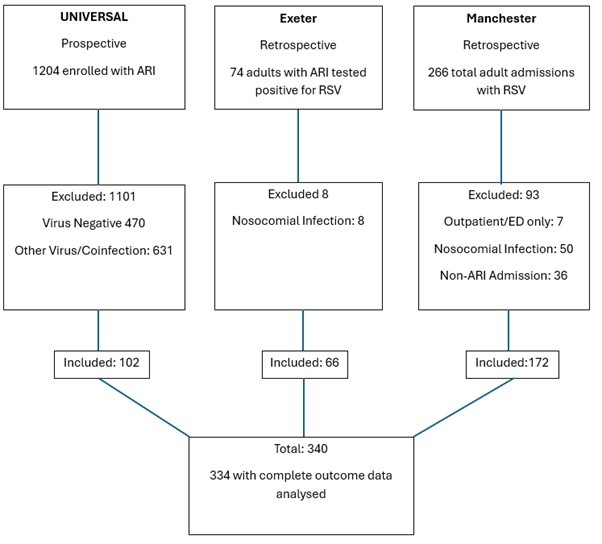 UNIVERSAL
Prospective
1204 enrolled with ARI
Exeter
Retrospective
74 adults with ARI tested
positive for RSV
Manchester
Retrospective
266 total adult admissions
with RSV
Excluded: 1101
Virus Negative 470
Other Virus/Coinfection: 631
Excluded 8
Nosocomial Infection: 8
Excluded: 93
Outpatient/ED only: 7
Nosocomial Infection: 50
Non-ARI Admission: 36
Included: 102
Included: 66
Included:172
Total: 340
334 with complete outcome data
analysed